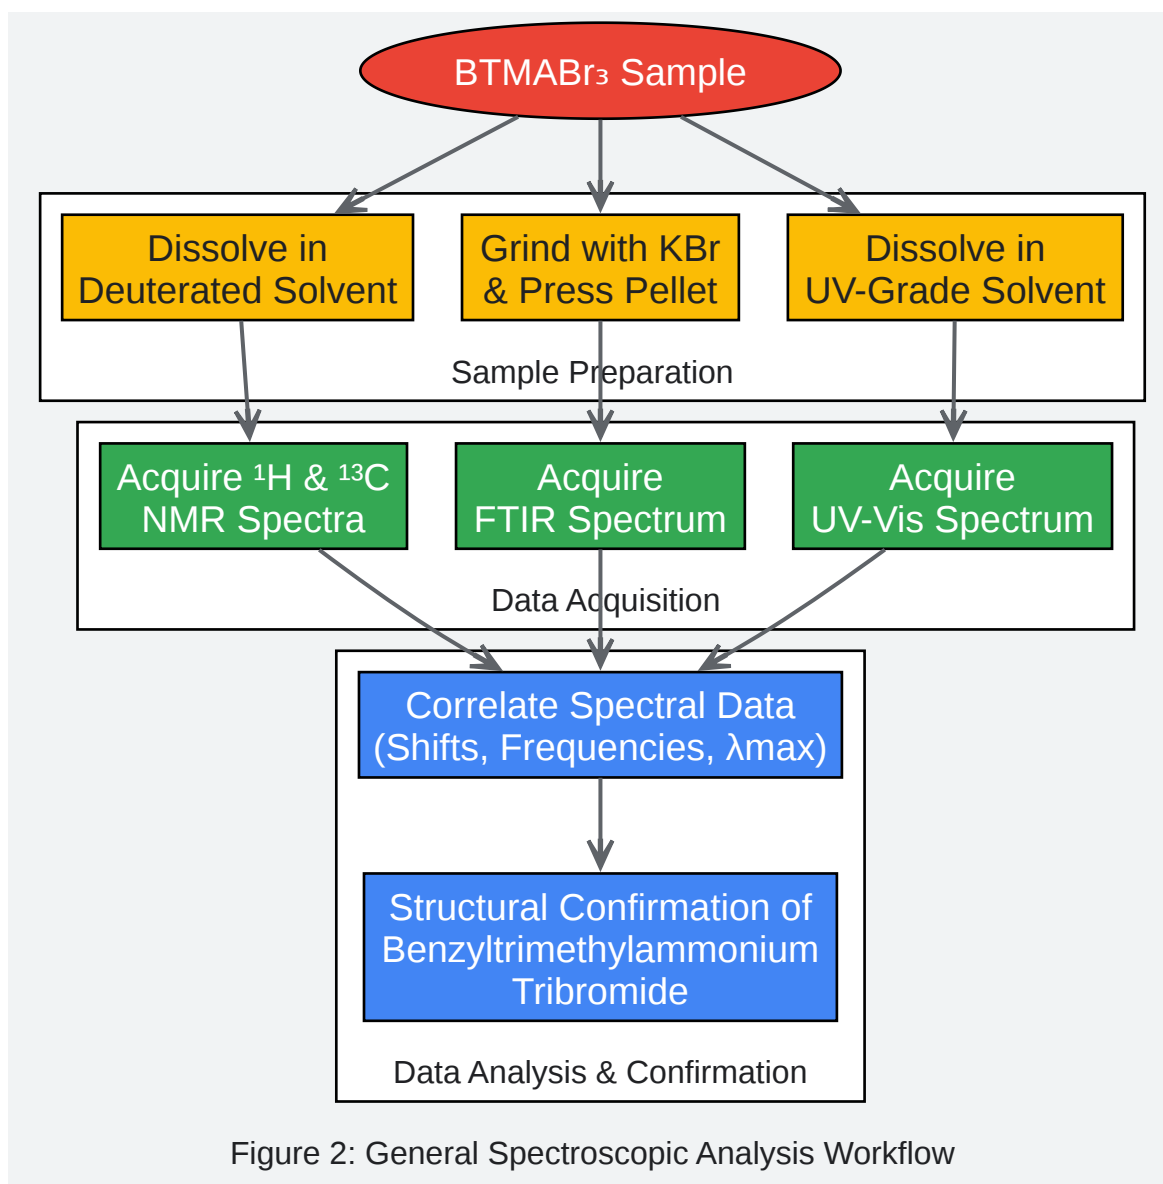 BTMABr₃ Sample
Dissolve in
Deuterated Solvent
Grind with KBr
& Press Pellet
Dissolve in
UV-Grade Solvent
Sample Preparation
Acquire ¹H & ¹³C
NMR Spectra
Acquire
FTIR Spectrum
Acquire
UV-Vis Spectrum
Data Acquisition
Correlate Spectral Data
(Shifts, Frequencies, λmax)
Structural Confirmation of
Benzyltrimethylammonium
Tribromide
Data Analysis & Confirmation
Figure 2: General Spectroscopic Analysis Workflow